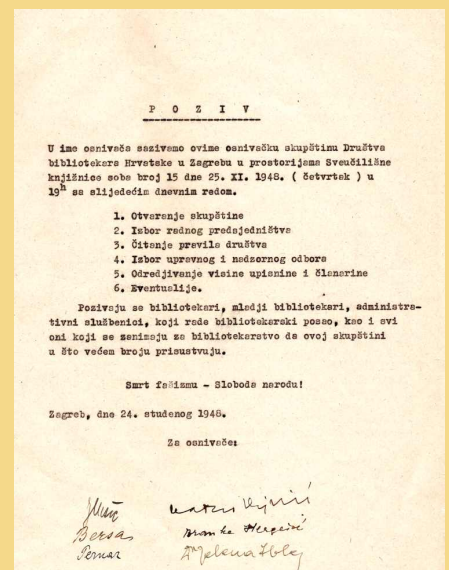 P O Z I V
U ime osnivača sazivamo ovime osnivačku skupštinu Društva
bibliotekara Hrvatske u Zagrebu u prostorijama Sveučilišne
knjižnice soba broj 15 dne 25. XI. 1948. ( četvrtak ) u
19h sa slijedećim dnevnim redom.
1. Otvaranje skupštine
2. Izbor radnog predsjedništva
3. Čitanje pravila društva
4. Izbor upravnog i nadzornog odbora
5. Odredjivanje visine upisnine i članarine
6. Eventualije.
Pozivaju se bibliotekari, mladji bibliotekari, administra-
tivni službenici, koji rade bibliotekarski posao, kao i svi
oni koji se zanimaju za bibliotekarstvo da ovoj skupštini
u što većem broju prisustvuju.
Smrt fašizmu - Sloboda narodu!
Zagreb, dne 24. studenog 1948.
Za osnivače:
Branka Hergešić
Bersa
Pernar
Dr Jelena